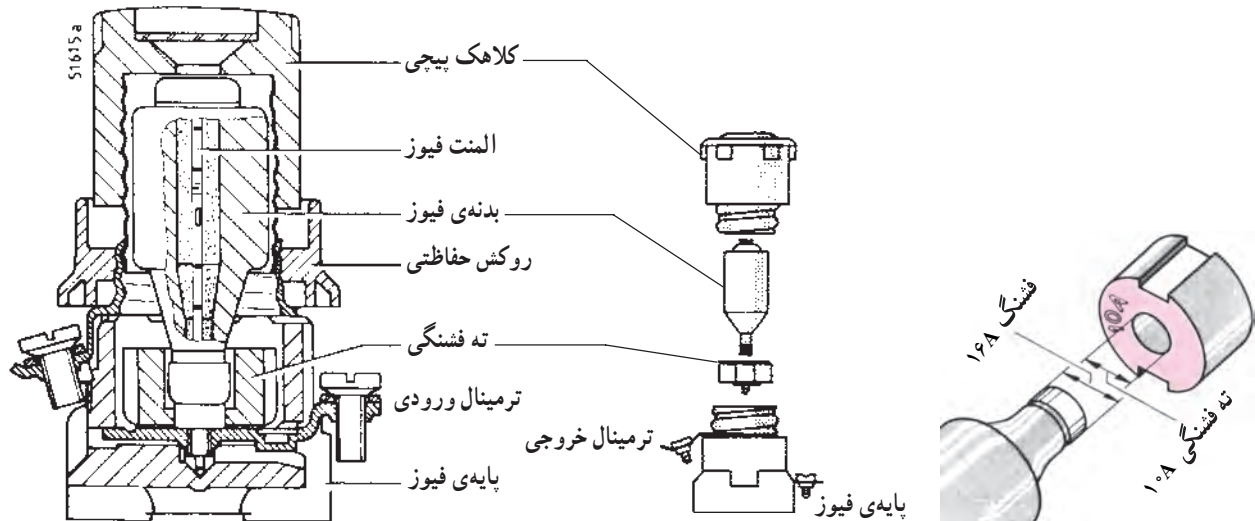 51615a
کلاهک پیچی
المنت فیوز
بدنه‌ی فیوز
روکش حفاظتی
ته فشنگی
ترمینال ورودی
پایه‌ی فیوز
ترمینال خروجی
پایه‌ی فیوز
فشنگ ۱۶A
ته فشنگی ۱۰A
10A